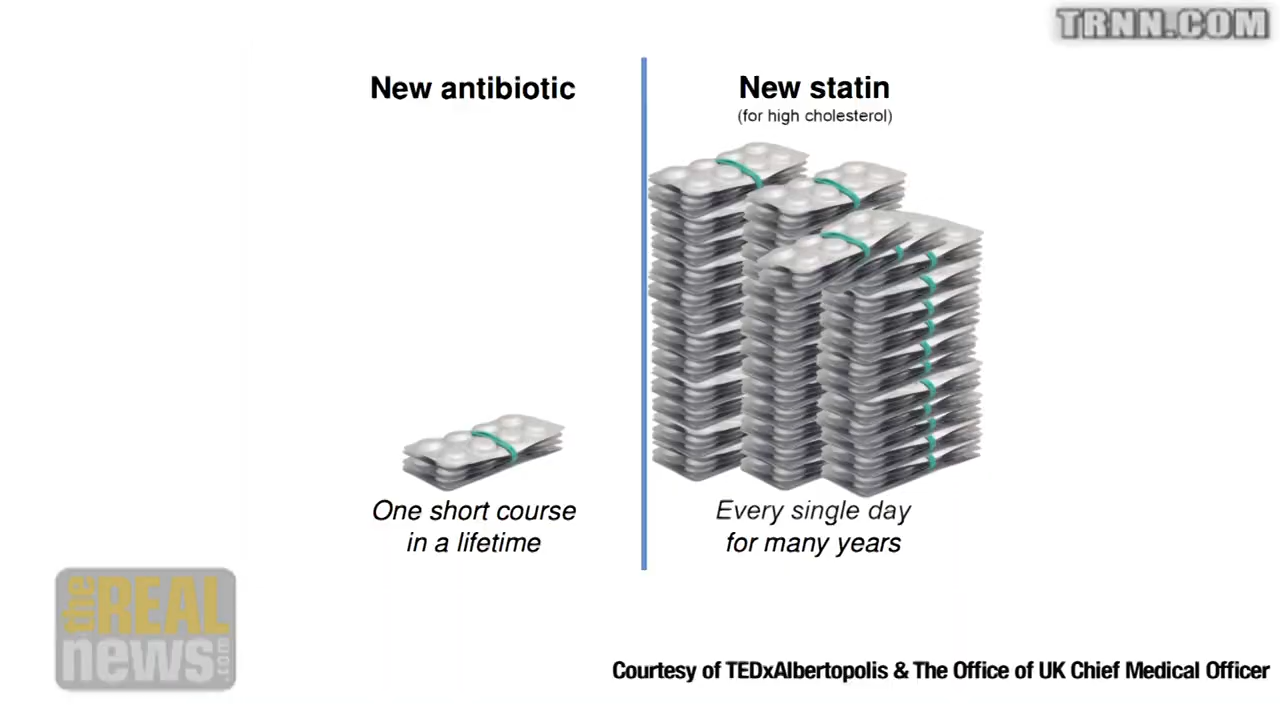 TRNN.COM
New antibiotic
New statin
(for high cholesterol)
One short course
in a lifetime
Every single day
for many years
the REAL
news.com
Courtesy of TEDxAlbertopolis & The Office of UK Chief Medical Officer